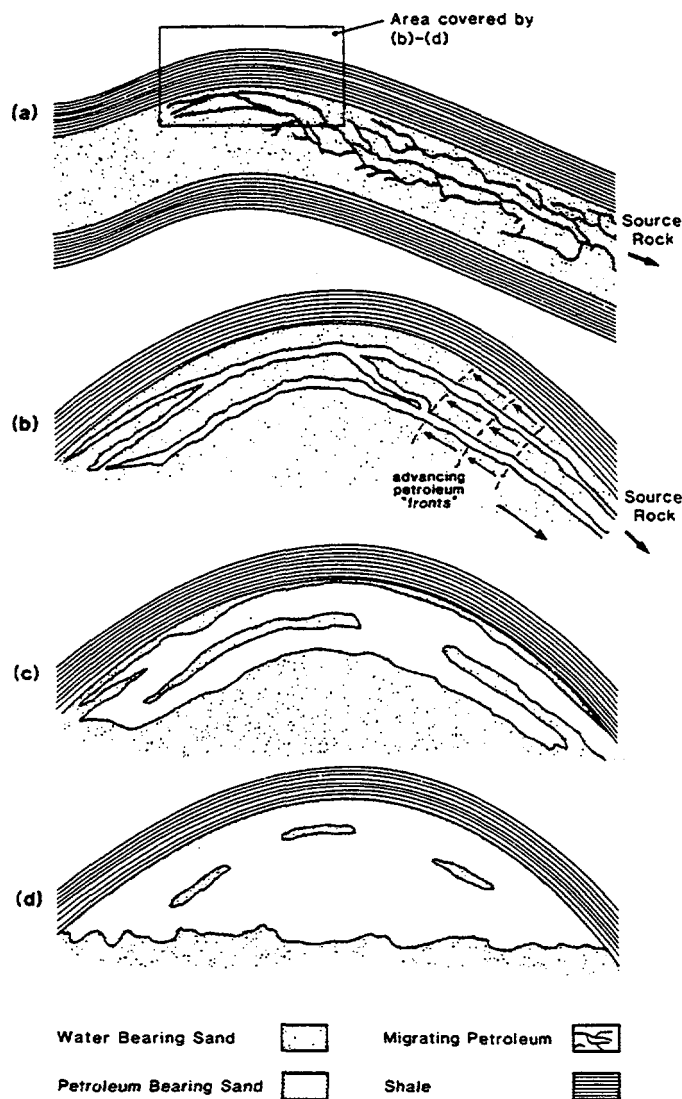 Area covered by
(b)-(d)
(a)
Source
Rock
(b)
advancing
petroleum
"fronts"
Source
Rock
(c)
(d)
Water Bearing Sand
Migrating Petroleum
Petroleum Bearing Sand
Shale